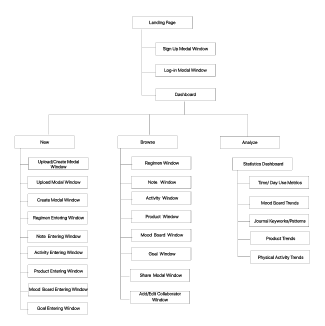 Landing Page
Sign Up Modal Window
Log-in Modal Window
Dashboard
New
Upload/Create Modal
Window
Upload Modal Window
Create Modal Window
Regimen Entering Window
Note Entering Window
Activity Entering Window
Product Entering Window
Mood Board Entering Window
Goal Entering Window
Browse
Regimen Window
Note Window
Activity Window
Product Window
Mood Board Window
Goal Window
Share Modal Window
Add/Edit Collaborator
Window
Analyze
Statistics Dashboard
Time/ Day Use Metrics
Mood Board Trends
Journal Keyworks/Patterns
Product Trends
Physical Activity Trends